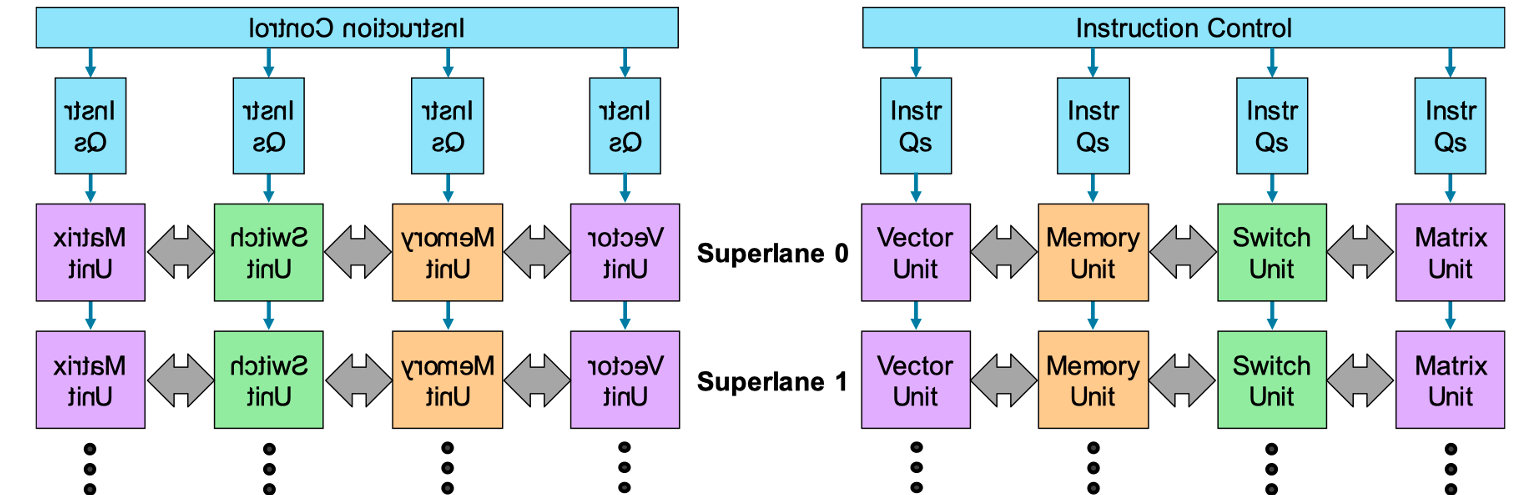 Instruction Control
Instruction Control
Instr
Qs
Instr
Qs
Instr
Qs
Instr
Qs
Instr
Qs
Instr
Qs
Instr
Qs
Instr
Qs
Matrix
Unit
Switch
Unit
Memory
Unit
Vector
Unit
Superlane 0
Vector
Unit
Memory
Unit
Switch
Unit
Matrix
Unit
Matrix
Unit
Switch
Unit
Memory
Unit
Vector
Unit
Superlane 1
Vector
Unit
Memory
Unit
Switch
Unit
Matrix
Unit